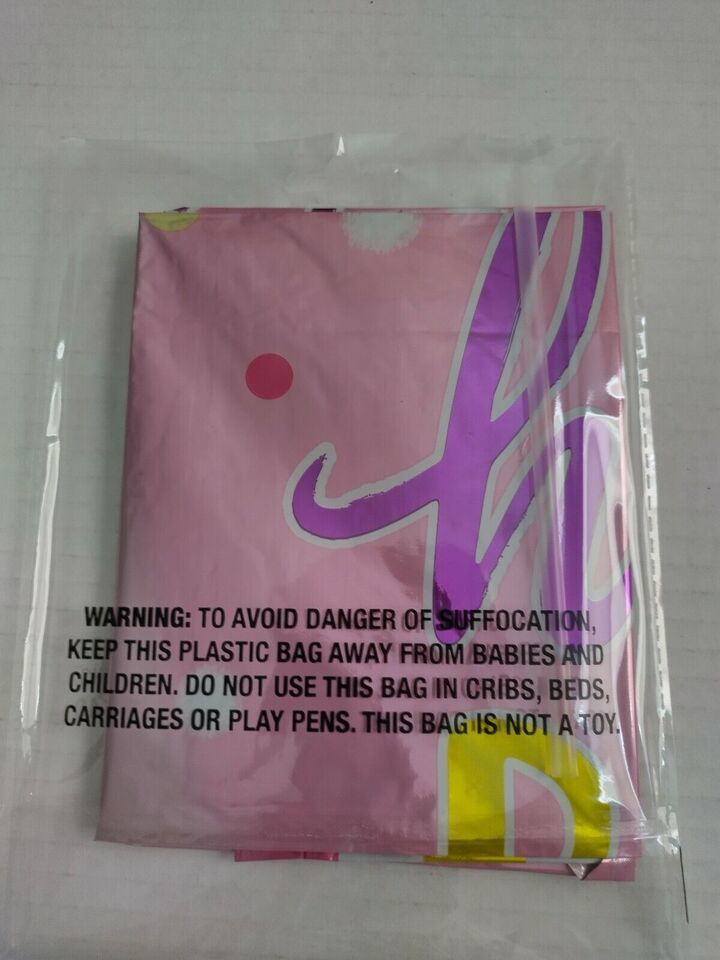 h
WARNING: TO AVOID DANGER OF SUFFOCATION,
KEEP THIS PLASTIC BAG AWAY FROM BABIES AND
CHILDREN. DO NOT USE THIS BAG IN CRIBS, BEDS,
CARRIAGES OR PLAY PENS. THIS BAG IS NOT A TOY.